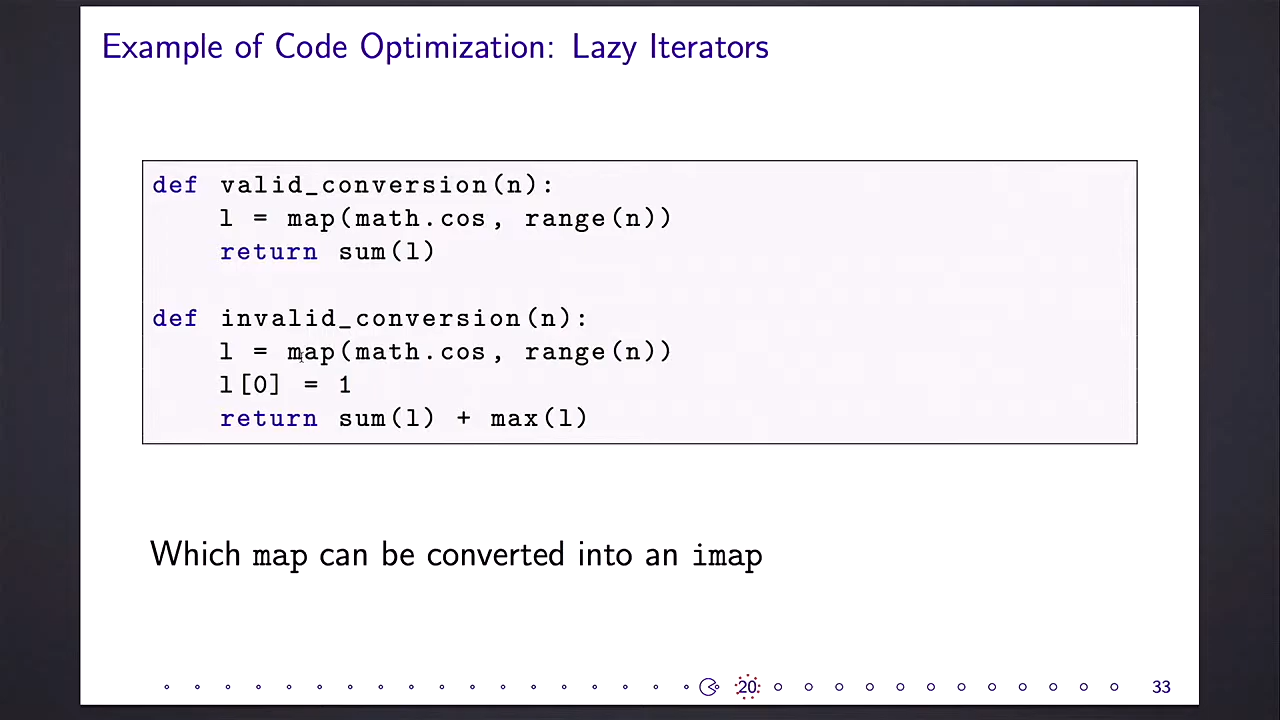 Example of Code Optimization: Lazy Iterators
def valid_conversion(n):
    l = map(math.cos, range(n))
    return sum(l)
def invalid_conversion(n):
    l = map(math.cos, range(n))
    l[0] = 1
    return sum(l) + max(l)
Which map can be converted into an imap
20
33